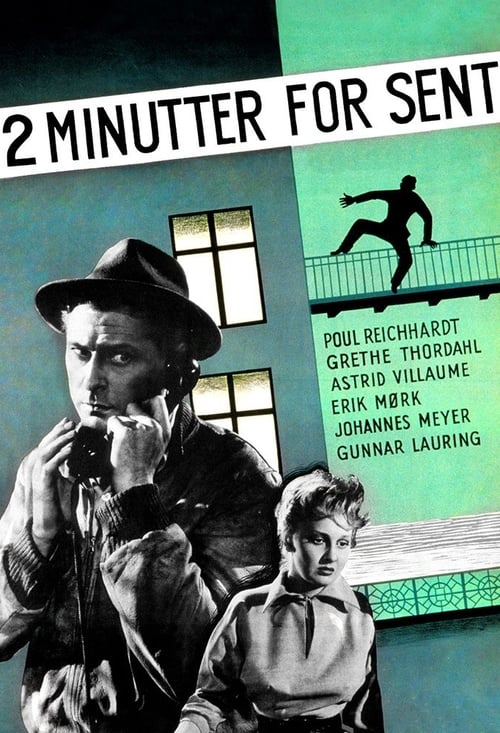 2 MINUTTER FOR SENT
POUL REICHHARDT
GRETHE THORDAHL
ASTRID VILLAUME
ERIK MØRK
JOHANNES MEYER
GUNNAR LAURING